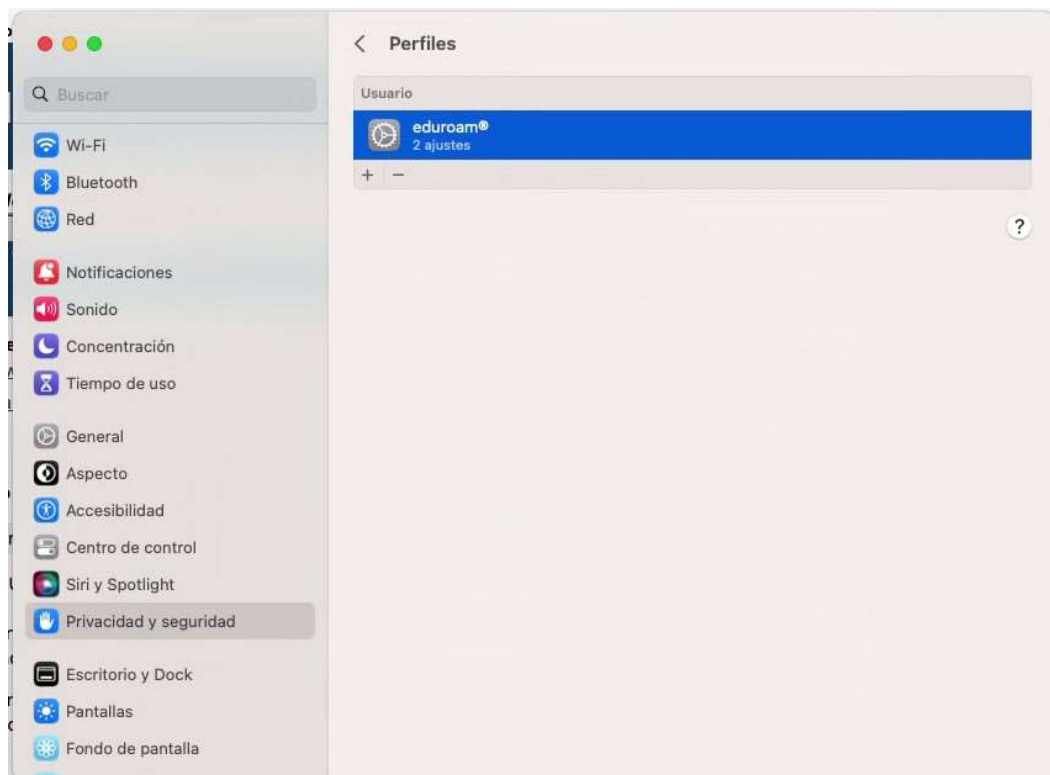 Perfiles
Buscar
Usuario
eduroam®
2 ajustes
+ −
?
Wi-Fi
Bluetooth
Red
Notificaciones
Sonido
Concentración
Tiempo de uso
General
Aspecto
Accesibilidad
Centro de control
Siri y Spotlight
Privacidad y seguridad
Escritorio y Dock
Pantallas
Fondo de pantalla